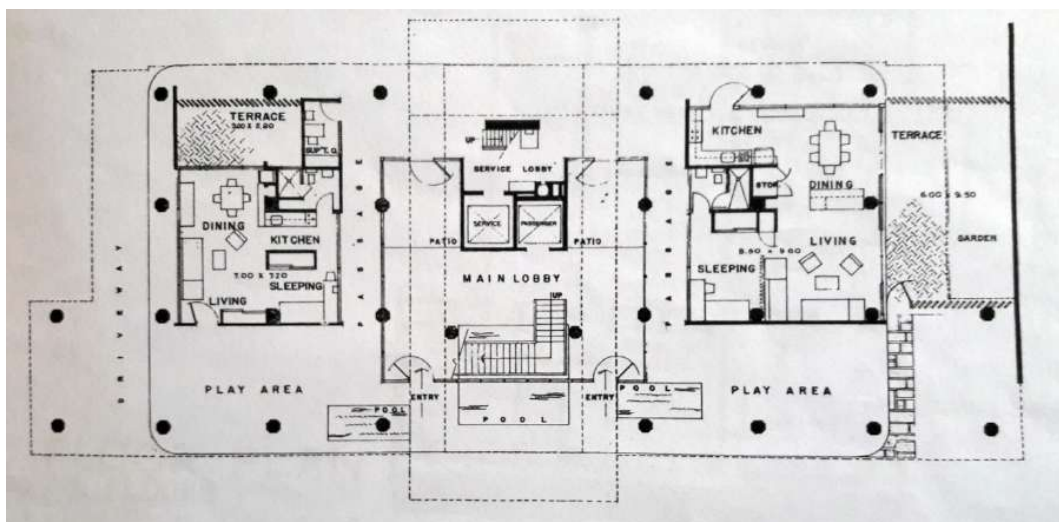 TERRACE
SUPT. Q.
DINING
KITCHEN
7.00 X 7.20
SLEEPING
LIVING
DRIVEWAY
PLAY AREA
POOL
PASSAGE
UP
SERVICE LOBBY
SERVICE
PASSENGER
PATIO
PATIO
MAIN LOBBY
UP
ENTRY
POOL
ENTRY
POOL
PASSAGE
KITCHEN
STOR.
DINING
LIVING
SLEEPING
PLAY AREA
TERRACE
6.00 X 9.50
GARDEN